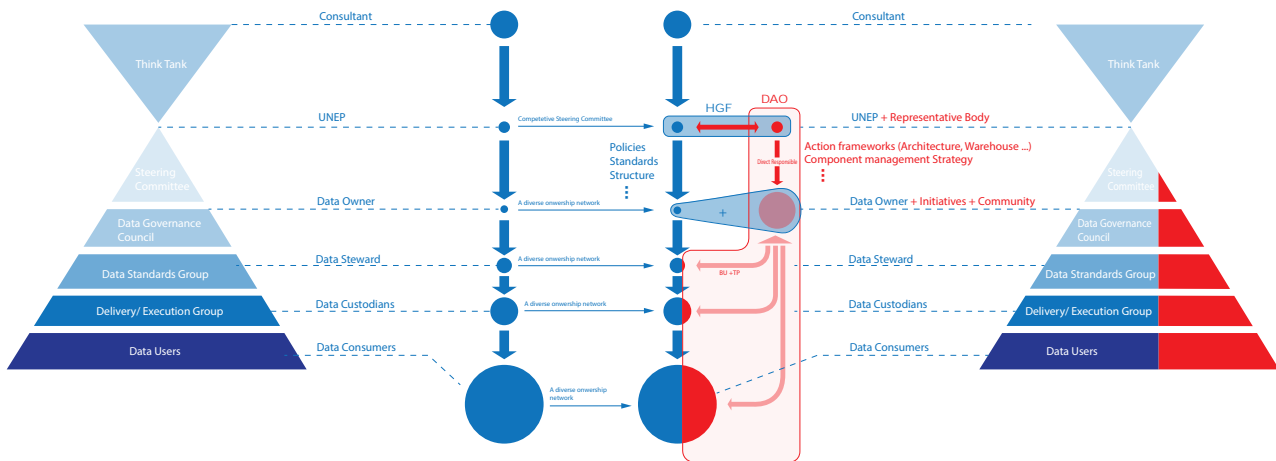 Consultant
Consultant
Think Tank
Think Tank
HGF
DAO
UNEP
Competetive Steering Committee
UNEP + Representative Body
Policies
Standards
Structure
Action frameworks (Architecture, Warehouse ...)
Component management Strategy
Direct Responsible
Steering
Committee
Steering
Committee
Data Owner
A diverse onwership network
+
Data Owner + Initiatives + Community
Data Governance
Council
Data Governance
Council
Data Steward
A diverse onwership network
BU +TP
Data Steward
Data Standards Group
Data Strandards Group
Data Custodians
A diverse onwership network
Data Custodians
Delivery/ Execution Group
Delivery/ Execution Group
Data Consumers
Data Consumers
Data Users
Data Users
A diverse onwership
network